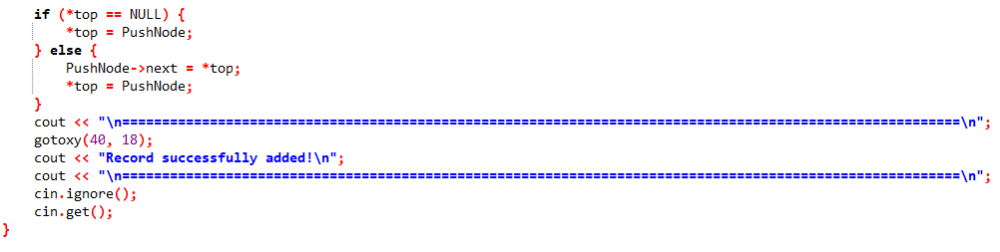 if (*top == NULL) {
*top = PushNode;
} else {
PushNode->next = *top;
*top = PushNode;
}
cout << "\n=========================================================================================================\n";
gotoxy(40, 18);
cout << "Record successfully added!\n";
cout << "\n=========================================================================================================\n";
cin.ignore();
cin.get();
}